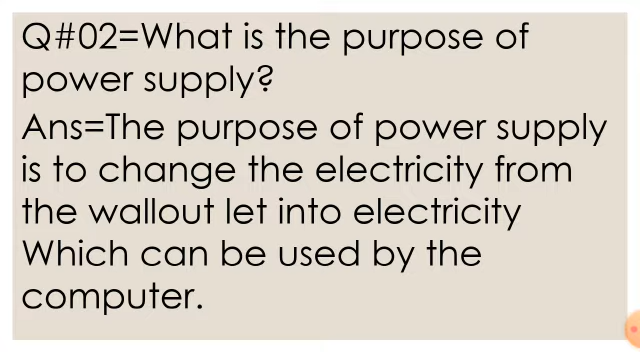 Q#02=What is the purpose of
power supply?
Ans=The purpose of power supply
is to change the electricity from
the wallout let into electricity
Which can be used by the
computer.